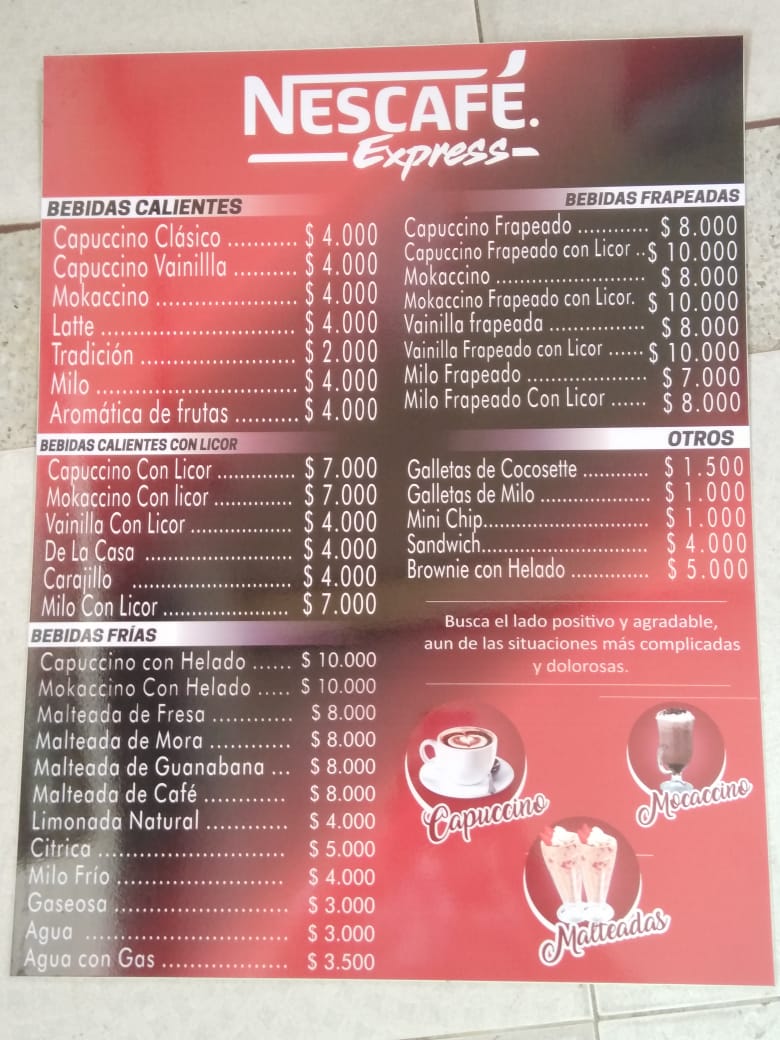 NESCAFÉ.
Express
BEBIDAS CALIENTES
Capuccino Clásico ........... $ 4.000
Capuccino Vainillla .......... $ 4.000
Mokaccino ...................... $ 4.000
Latte .............................. $ 4.000
Tradición ........................ $ 2.000
Milo ............................... $ 4.000
Aromática de frutas .......... $ 4.000
BEBIDAS CALIENTES CON LICOR
Capuccino Con Licor .............. $ 7.000
Mokaccino Con licor .............. $ 7.000
Vainilla Con Licor .................. $ 4.000
De La Casa ......................... $ 4.000
Carajillo ............................ $ 4.000
Milo Con Licor ...................... $ 7.000
BEBIDAS FRÍAS
Capuccino con Helado ...... $ 10.000
Mokaccino Con Helado ..... $ 10.000
Malteada de Fresa ............ $ 8.000
Malteada de Mora ............ $ 8.000
Malteada de Guanabana ... $ 8.000
Malteada de Café ............ $ 8.000
Limonada Natural ............ $ 4.000
Citrica ........................... $ 5.000
Milo Frío ........................ $ 4.000
Gaseosa ......................... $ 3.000
Agua ............................. $ 3.000
Agua con Gas .................. $ 3.500
BEBIDAS FRAPEADAS
Capuccino Frapeado ............ $ 8.000
Capuccino Frapeado con Licor ..$ 10.000
Mokaccino ......................... $ 8.000
Mokaccino Frapeado con Licor. $ 10.000
Vainilla frapeada ................ $ 8.000
Vainilla Frapeado con Licor ...... $ 10.000
Milo Frapeado .................... $ 7.000
Milo Frapeado Con Licor ...... $ 8.000
OTROS
Galletas de Cocosette ............ $ 1.500
Galletas de Milo .................... $ 1.000
Mini Chip.............................. $ 1.000
Sandwich.............................. $ 4.000
Brownie con Helado .............. $ 5.000
Busca el lado positivo y agradable,
aun de las situaciones más complicadas
y dolorosas.
Capuccino
Mocaccino
Malteadas